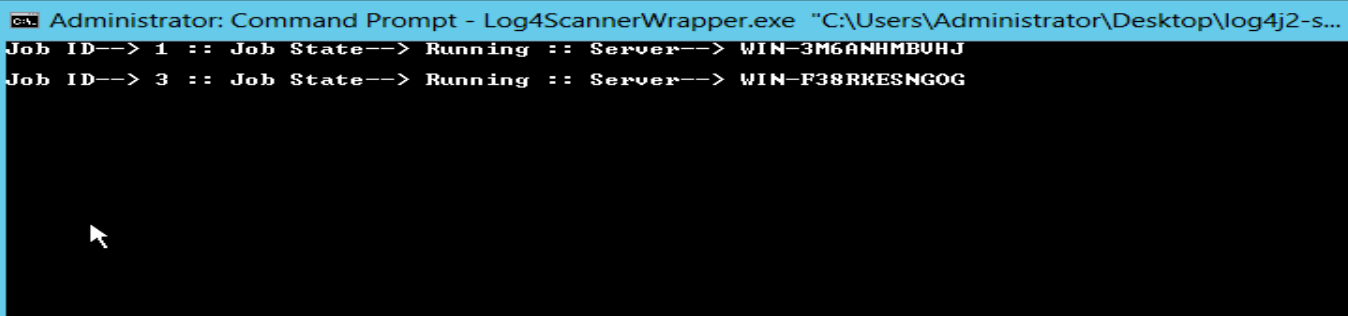 Administrator: Command Prompt - Log4ScannerWrapper.exe "C:\Users\Administrator\Desktop\log4j2-s...
Job ID--> 1 :: Job State--> Running :: Server--> WIN-3M6ANHMBUHJ
Job ID--> 3 :: Job State--> Running :: Server--> WIN-F38RKESNGOG